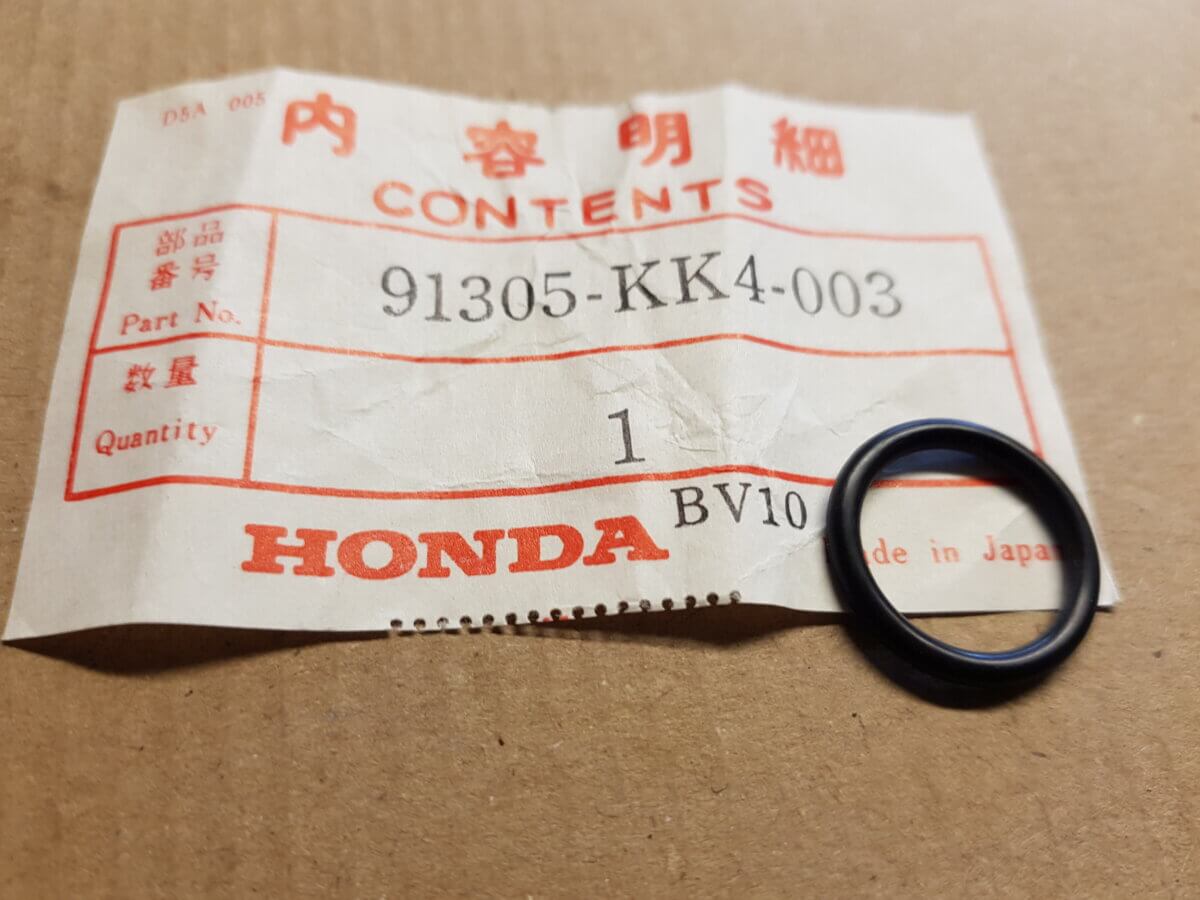 D5A 005
内容明細
CONTENTS
部品
番号
Part No.
91305-KK4-003
数量
Quantity
1
HONDA
BV10
in Japan